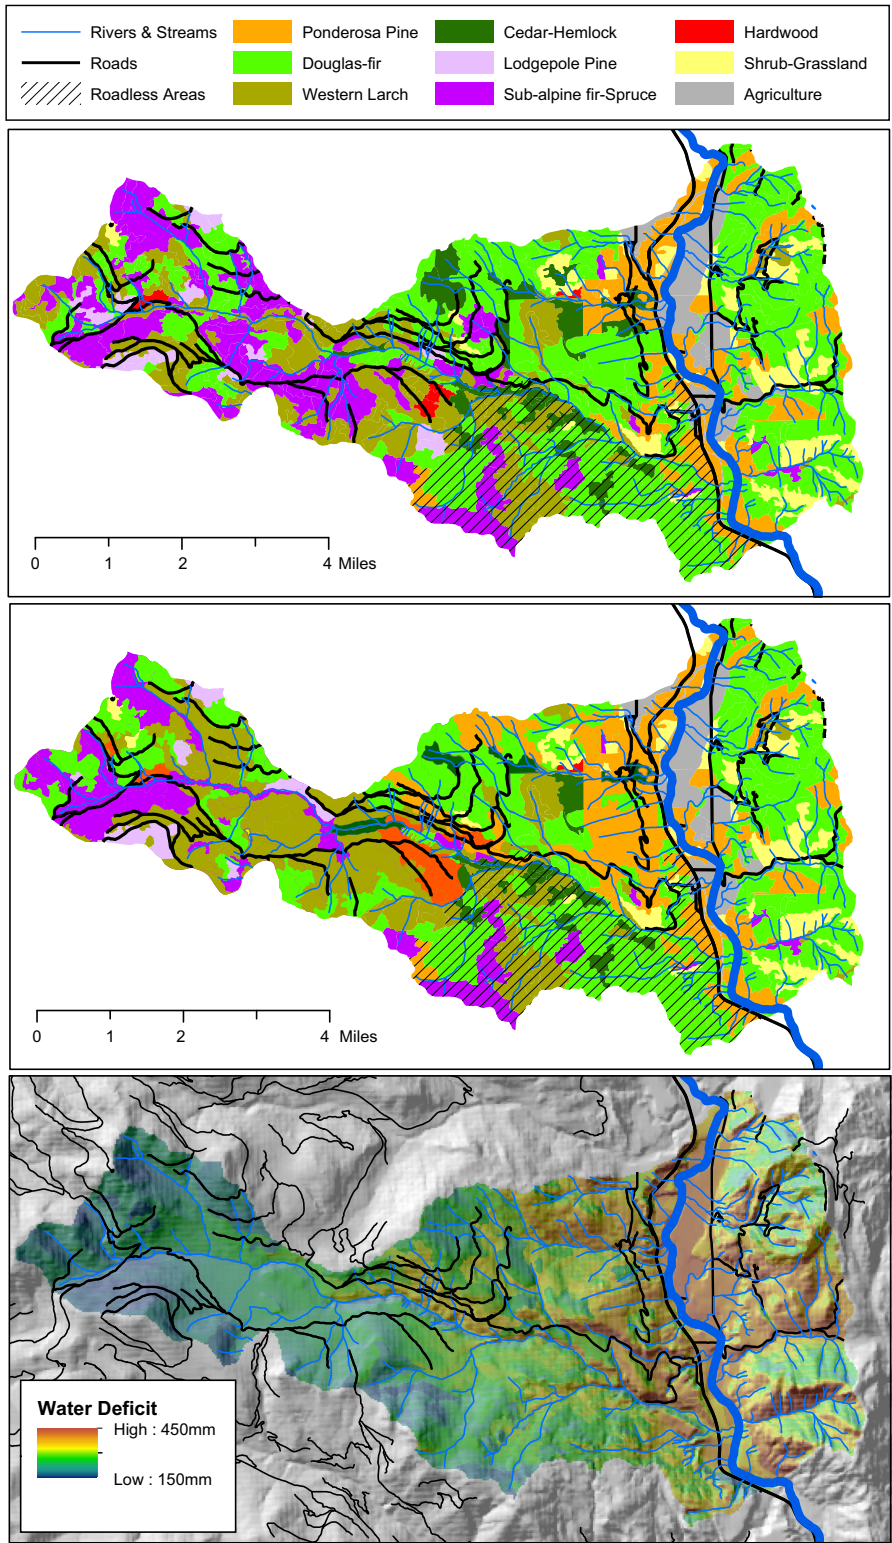 Rivers & Streams Ponderosa Pine Cedar-Hemlock Hardwood
Roads Douglas-fir Lodgepole Pine Shrub-Grassland
Roadless Areas Western Larch Sub-alpine fir-Spruce Agriculture
0 1 2 4 Miles
0 1 2 4 Miles
Water Deficit
High : 450mm
Low : 150mm